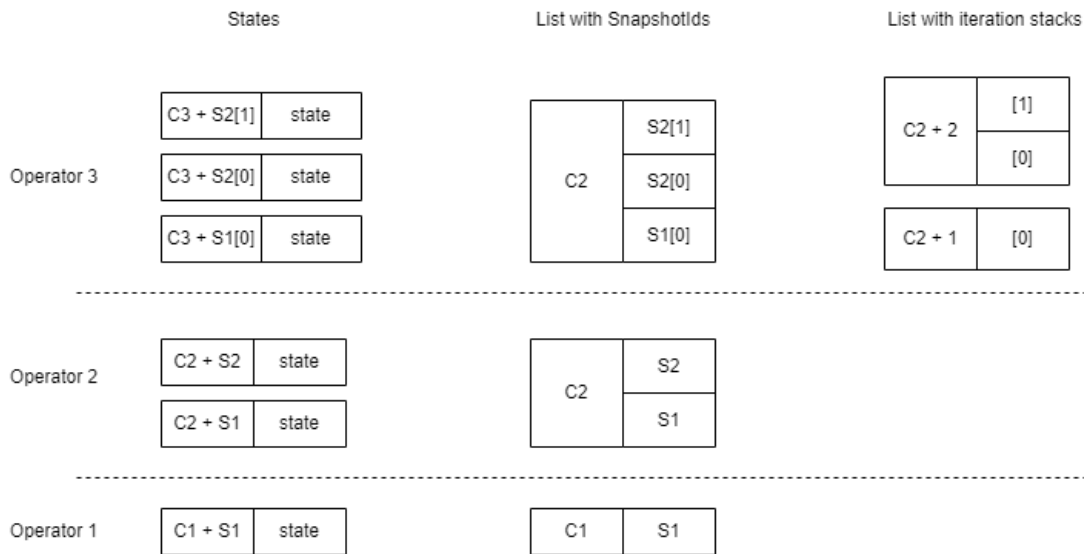 States
List with SnapshotIds
List with iteration stacks
Operator 3
C3 + S2[1]
state
C3 + S2[0]
state
C3 + S1[0]
state
C2
S2[1]
S2[0]
S1[0]
C2 + 2
[1]
[0]
C2 + 1
[0]
Operator 2
C2 + S2
state
C2 + S1
state
C2
S2
S1
Operator 1
C1 + S1
state
C1
S1